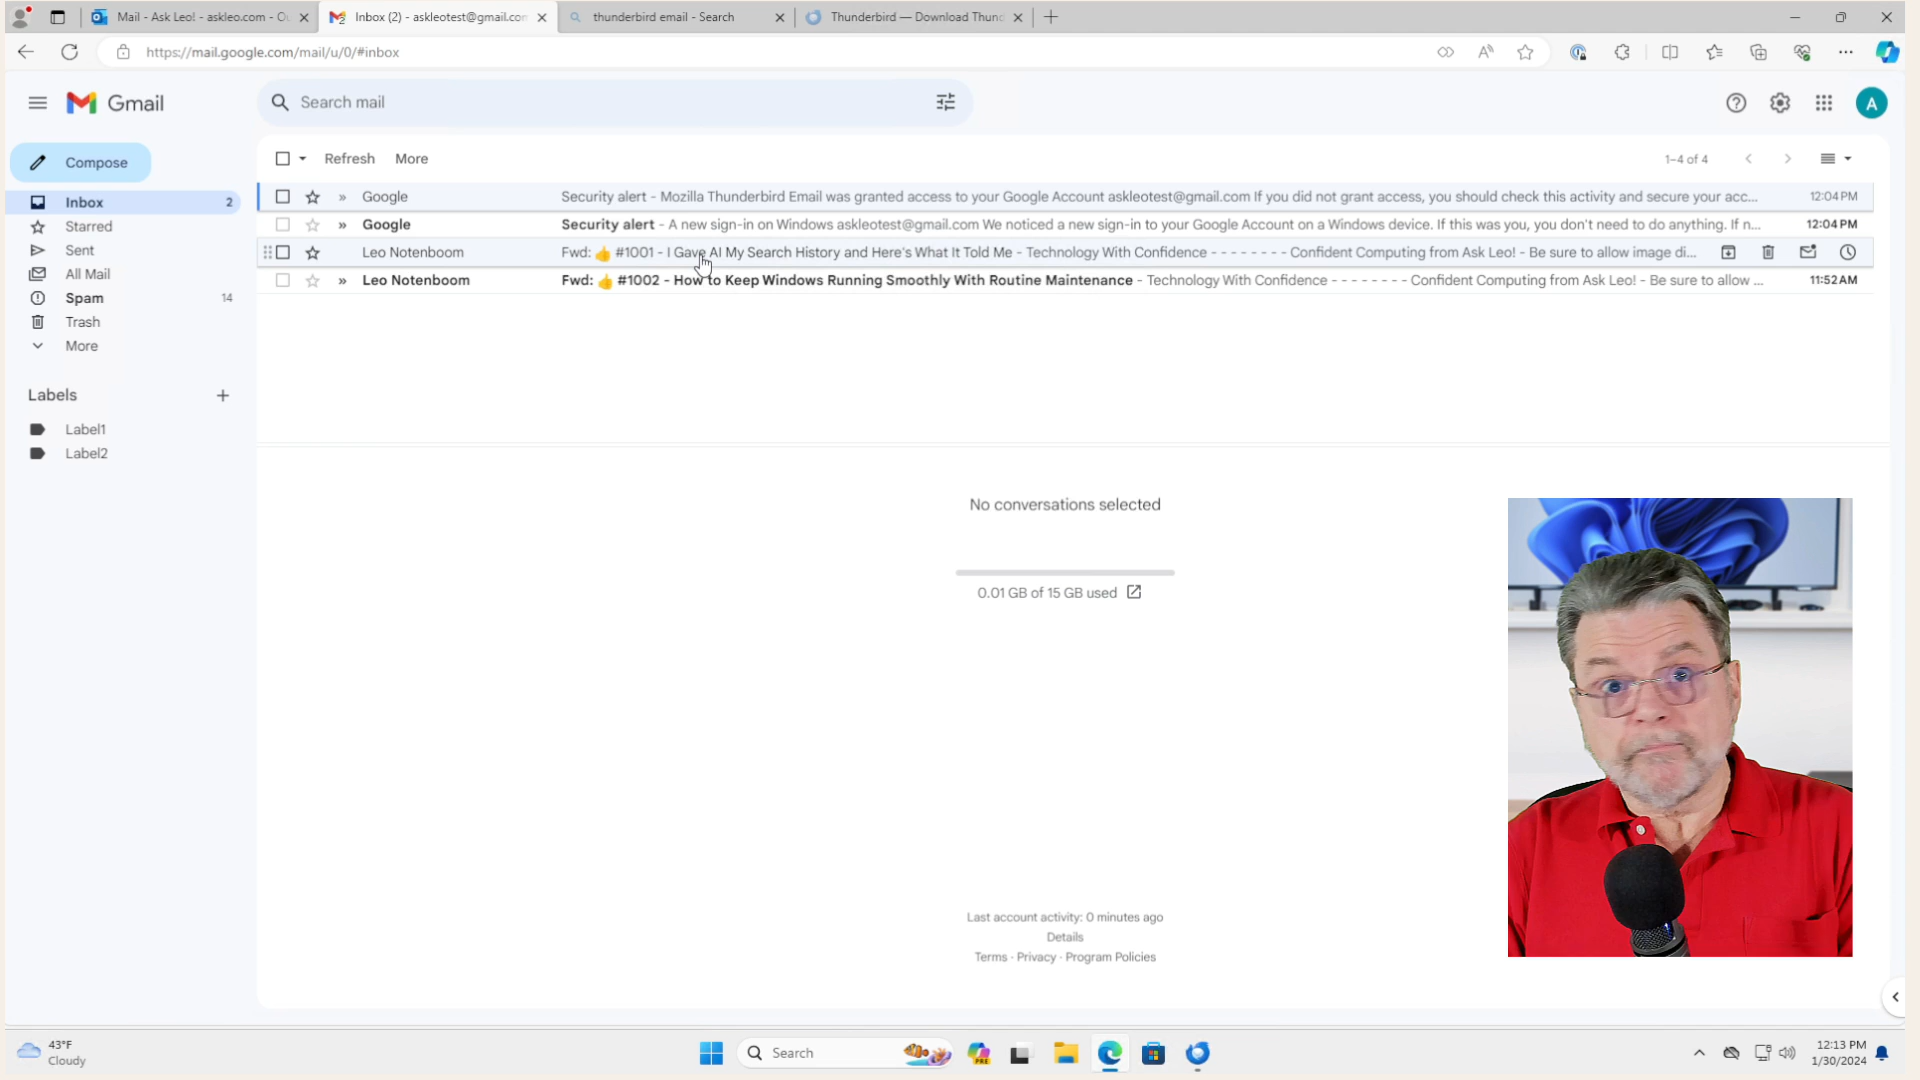 Mail - Ask Leo! - askleo.com - Ou
Inbox (2) - askleotest@gmail.com
thunderbird email - Search
Thunderbird — Download Thund
https://mail.google.com/mail/u/0/#inbox
Gmail
Search mail
A
Compose
Refresh
More
1–4 of 4
Inbox 2
Starred
Sent
All Mail
Spam 14
Trash
More
Labels
Label1
Label2
Google Security alert - Mozilla Thunderbird Email was granted access to your Google Account askleotest@gmail.com If you did not grant access, you should check this activity and secure your acc... 12:04 PM
Google Security alert - A new sign-in on Windows askleotest@gmail.com We noticed a new sign-in to your Google Account on a Windows device. If this was you, you don't need to do anything. If n... 12:04 PM
Leo Notenboom Fwd: 👍 #1001 - I Gave AI My Search History and Here's What It Told Me - Technology With Confidence - - - - - - - - Confident Computing from Ask Leo! - Be sure to allow image di...
Leo Notenboom Fwd: 👍 #1002 - How to Keep Windows Running Smoothly With Routine Maintenance - Technology With Confidence - - - - - - - - Confident Computing from Ask Leo! - Be sure to allow ... 11:52 AM
No conversations selected
0.01 GB of 15 GB used
Last account activity: 0 minutes ago
Details
Terms · Privacy · Program Policies
43°F
Cloudy
Search
PRE
12:13 PM
1/30/2024